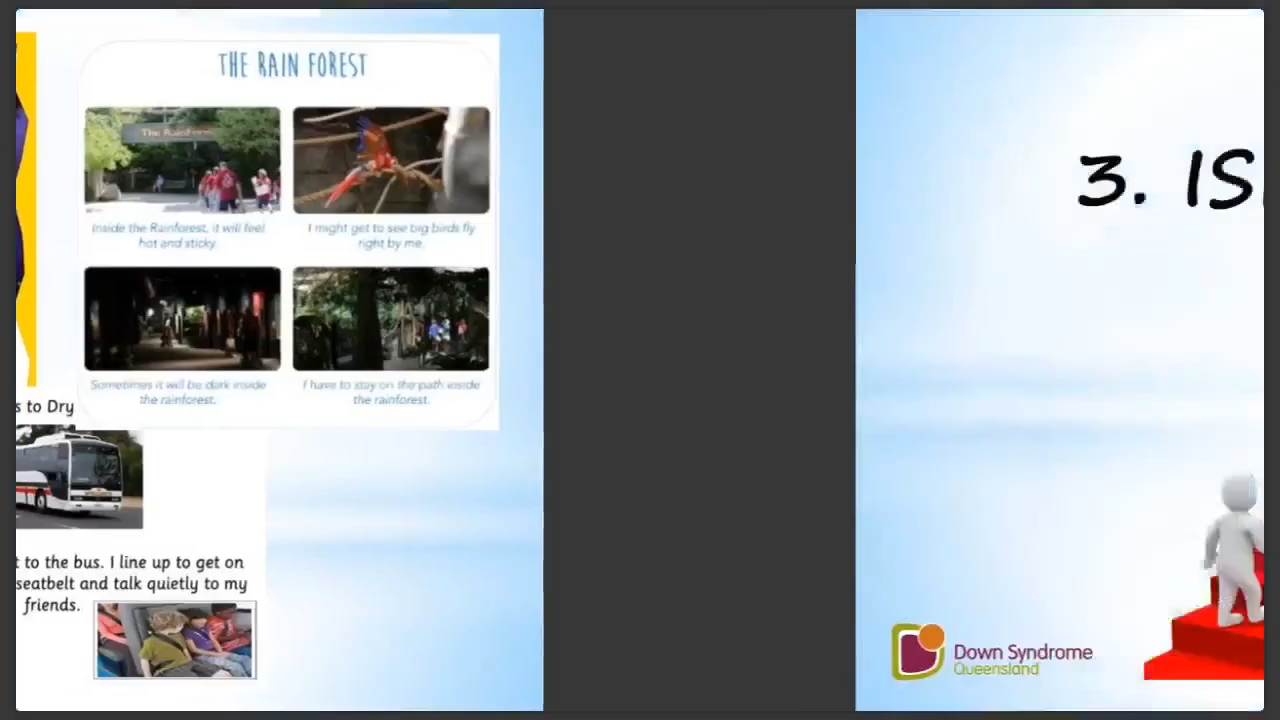 THE RAIN FOREST
The Rainforest
Inside the Rainforest, it will feel
hot and sticky.
I might get to see big birds fly
right by me.
Sometimes it will be dark inside
the rainforest.
I have to stay on the path inside
the rainforest.
s to Dry
t to the bus. I line up to get on
seatbelt and talk quietly to my
friends.
3. IS
Down Syndrome
Queensland